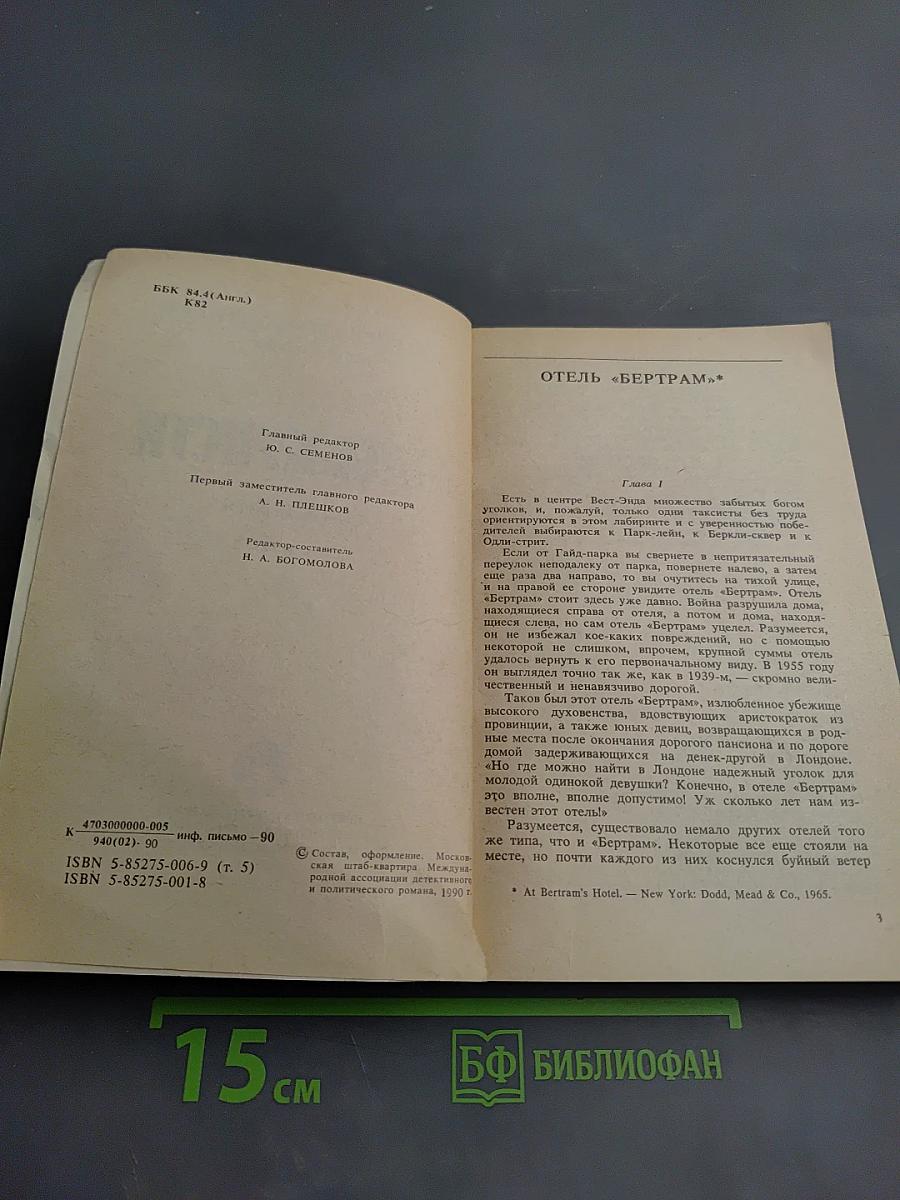 ББК 84.4(Англ.)
К82
Главный редактор
Ю. С. СЕМЕНОВ
Первый заместитель главного редактора
А. Н. ПЛЕШКОВ
Редактор-составитель
Н. А. БОГОМОЛОВА
К 4703000000-005
940(02)- 90
инф. письмо —90
ISBN 5-85275-006-9 (т. 5)
ISBN 5-85275-001-8
© Состав, оформление. Москов-
ская штаб-квартира Междуна-
родной ассоциации детективного
и политического романа, 1990 г.
ОТЕЛЬ «БЕРТРАМ»*
Глава I
Есть в центре Вест-Энда множество забытых богом
уголков, и, пожалуй, только одни таксисты без труда
ориентируются в этом лабиринте и с уверенностью побе-
дителей выбираются к Парк-лейн, к Беркли-сквер и к
Одли-стрит.
Если от Гайд-парка вы свернете в непритязательный
переулок неподалеку от парка, повернете налево, а затем
еще раза два направо, то вы очутитесь на тихой улице,
и на правой ее стороне увидите отель «Бертрам». Отель
«Бертрам» стоит здесь уже давно. Война разрушила дома,
находящиеся справа от отеля, а потом и дома, находя-
щиеся слева, но сам отель «Бертрам» уцелел. Разумеется,
он не избежал кое-каких повреждений, но с помощью
некоторой не слишком, впрочем, крупной суммы отель
удалось вернуть к его первоначальному виду. В 1955 году
он выглядел точно так же, как в 1939-м, — скромно вели-
чественный и ненавязчиво дорогой.
Таков был этот отель «Бертрам», излюбленное убежище
высокого духовенства, вдовствующих аристократок из
провинции, а также юных девиц, возвращающихся в род-
ные места после окончания дорогого пансиона и по дороге
домой задерживающихся на денек-другой в Лондоне.
«Но где можно найти в Лондоне надежный уголок для
молодой одинокой девушки? Конечно, в отеле «Бертрам»
это вполне, вполне допустимо! Уж сколько лет нам из-
вестен этот отель!»
Разумеется, существовало немало других отелей того
же типа, что и «Бертрам». Некоторые все еще стояли на
месте, но почти каждого из них коснулся буйный ветер
* At Bertram's Hotel. — New York: Dodd, Mead & Co., 1965.
3
15 см
БФ БИБЛИОФАН